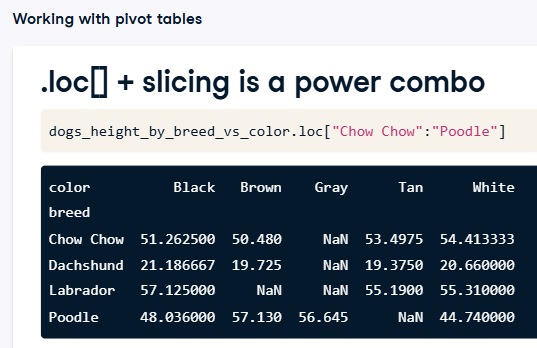 Working with pivot tables
.loc[] + slicing is a power combo
dogs_height_by_breed_vs_color.loc["Chow Chow":"Poodle"]
color Black Brown Gray Tan White
breed
Chow Chow 51.262500 50.480 NaN 53.4975 54.413333
Dachshund 21.186667 19.725 NaN 19.3750 20.660000
Labrador 57.125000 NaN NaN 55.1900 55.310000
Poodle 48.036000 57.130 56.645 NaN 44.740000